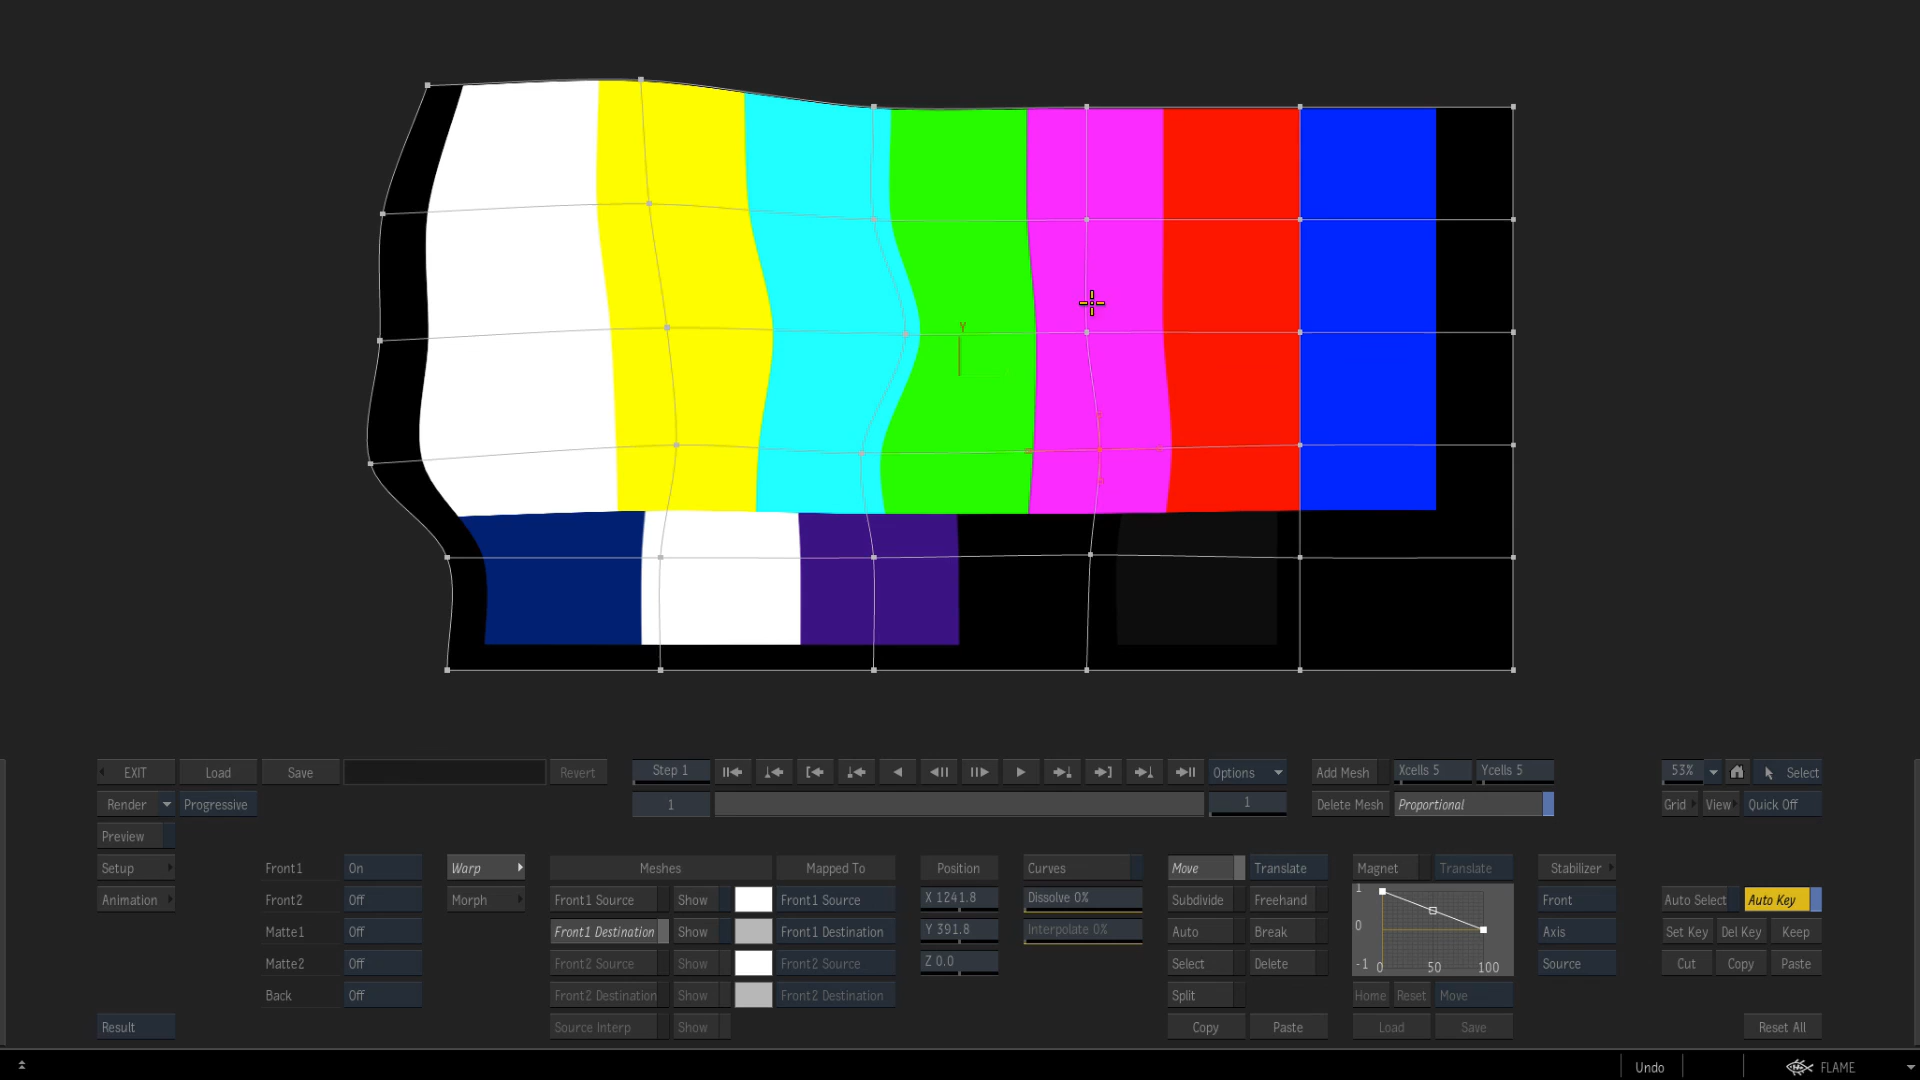 Y
EXIT Load Save Revert Step 1 Options Add Mesh Xcells 5 Ycells 5 53% Select
Render Progressive 1 1 Delete Mesh Proportional Grid View Quick Off
Preview
Setup Front1 On Warp Meshes Mapped To Position Curves Move Translate Magnet Translate Stabilizer
Animation Front2 Off Morph Front1 Source Show Front1 Source X 1241.8 Dissolve 0% Subdivide Freehand 1 Front Auto Select Auto Key
Matte1 Off Front1 Destination Show Front1 Destination Y 391.8 Interpolate 0% Auto Break 0 Axis Set Key Del Key Keep
Matte2 Off Front2 Source Show Front2 Source Z 0.0 Select Delete -1 0 50 100 Source Cut Copy Paste
Back Off Front2 Destination Show Front2 Destination Split Home Reset Move
Result Source Interp Show Copy Paste Load Save Reset All
Undo FLAME